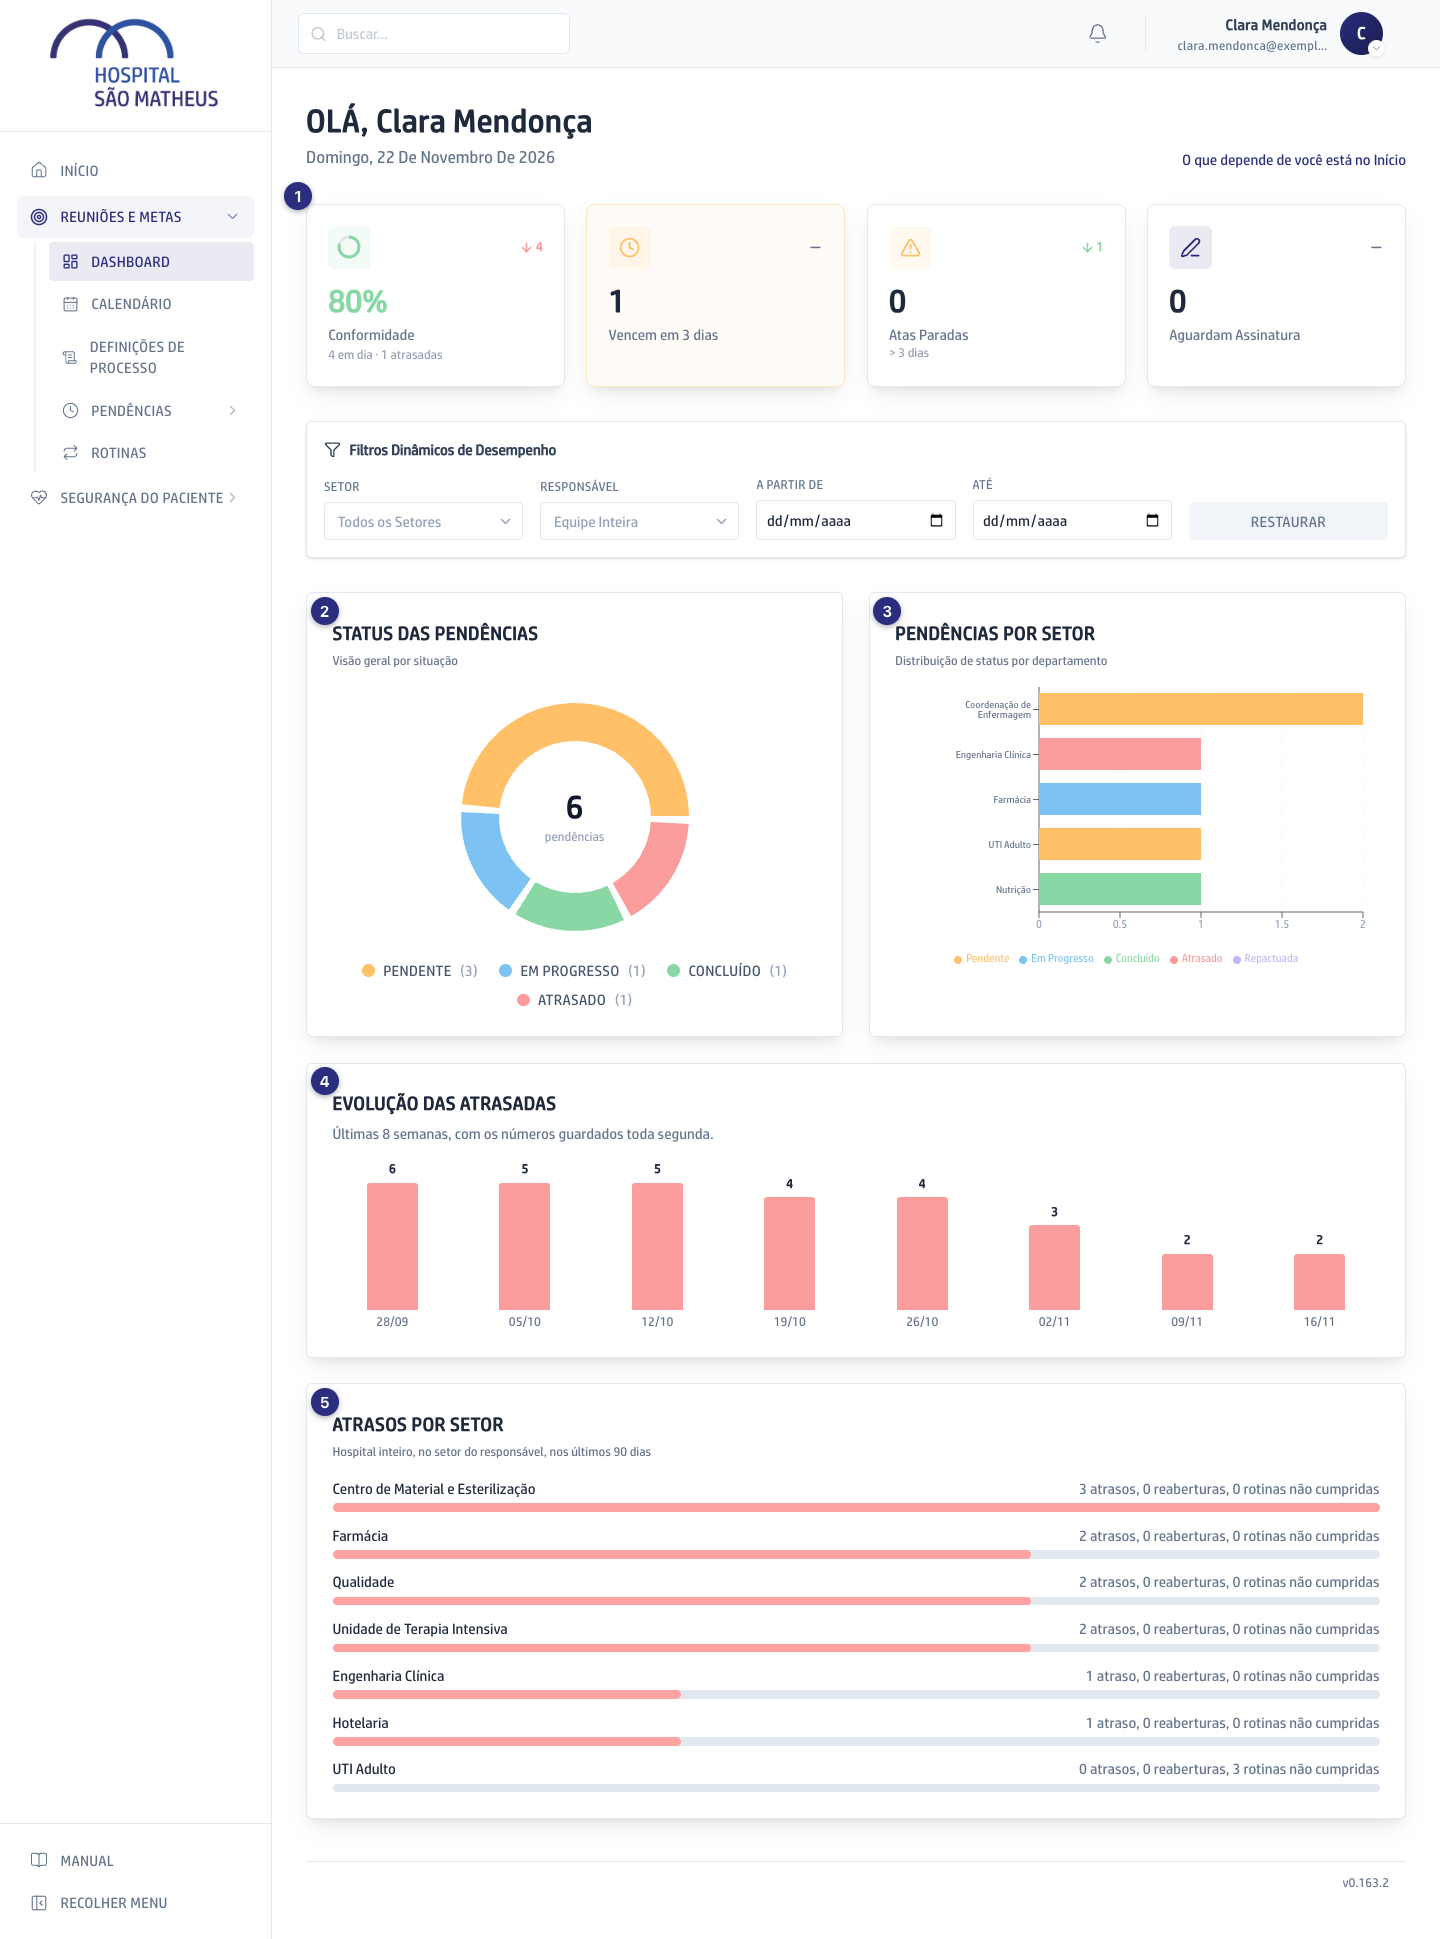 HOSPITAL
SÃO MATHEUS
Buscar...
Clara Mendonça
clara.mendonca@exempl...
C
INÍCIO
REUNIÕES E METAS
DASHBOARD
CALENDÁRIO
DEFINIÇÕES DE
PROCESSO
PENDÊNCIAS
ROTINAS
SEGURANÇA DO PACIENTE
MANUAL
RECOLHER MENU
OLÁ, Clara Mendonça
Domingo, 22 De Novembro De 2026
O que depende de você está no Início
1
4
80%
Conformidade
4 em dia · 1 atrasadas
1
Vencem em 3 dias
1
0
Atas Paradas
> 3 dias
0
Aguardam Assinatura
Filtros Dinâmicos de Desempenho
SETOR
Todos os Setores
RESPONSÁVEL
Equipe Inteira
A PARTIR DE
dd/mm/aaaa
ATÉ
dd/mm/aaaa
RESTAURAR
2
STATUS DAS PENDÊNCIAS
Visão geral por situação
6
pendências
PENDENTE (3) EM PROGRESSO (1) CONCLUÍDO (1)
ATRASADO (1)
3
PENDÊNCIAS POR SETOR
Distribuição de status por departamento
Coordenação de
Enfermagem
Engenharia Clínica
Farmácia
UTI Adulto
Nutrição
0 0.5 1 1.5 2
Pendente Em Progresso Concluído Atrasado Repactuada
4
EVOLUÇÃO DAS ATRASADAS
Últimas 8 semanas, com os números guardados toda segunda.
6 5 5 4 4 3 2 2
28/09 05/10 12/10 19/10 26/10 02/11 09/11 16/11
5
ATRASOS POR SETOR
Hospital inteiro, no setor do responsável, nos últimos 90 dias
Centro de Material e Esterilização 3 atrasos, 0 reaberturas, 0 rotinas não cumpridas
Farmácia 2 atrasos, 0 reaberturas, 0 rotinas não cumpridas
Qualidade 2 atrasos, 0 reaberturas, 0 rotinas não cumpridas
Unidade de Terapia Intensiva 2 atrasos, 0 reaberturas, 0 rotinas não cumpridas
Engenharia Clínica 1 atraso, 0 reaberturas, 0 rotinas não cumpridas
Hotelaria 1 atraso, 0 reaberturas, 0 rotinas não cumpridas
UTI Adulto 0 atrasos, 0 reaberturas, 3 rotinas não cumpridas
v0.163.2